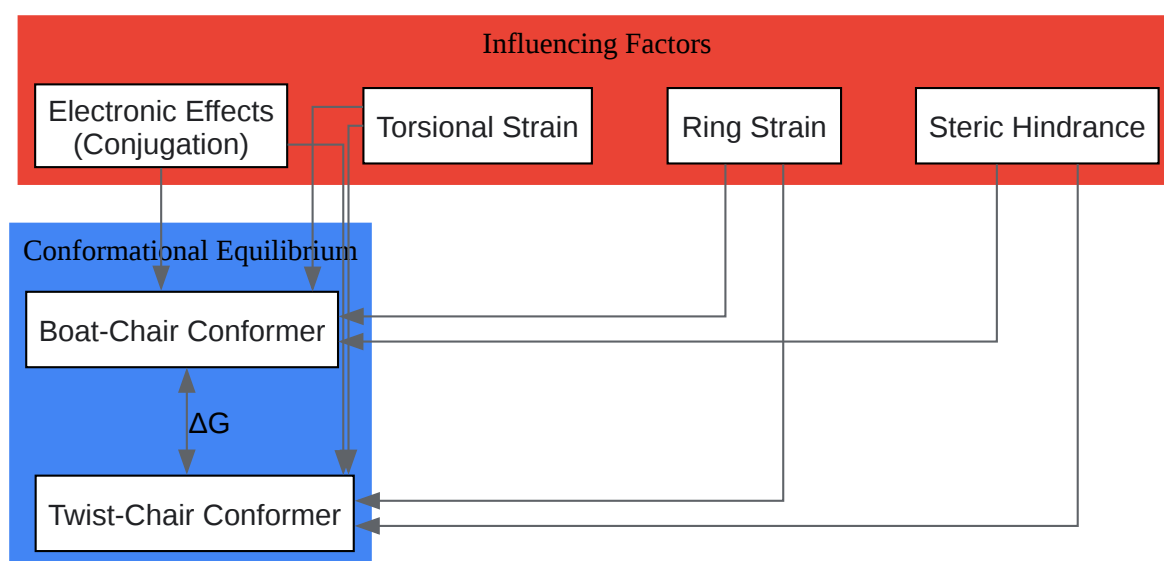 Influencing Factors
Electronic Effects
(Conjugation)
Torsional Strain
Ring Strain
Steric Hindrance
Conformational Equilibrium
Boat-Chair Conformer
ΔG
Twist-Chair Conformer